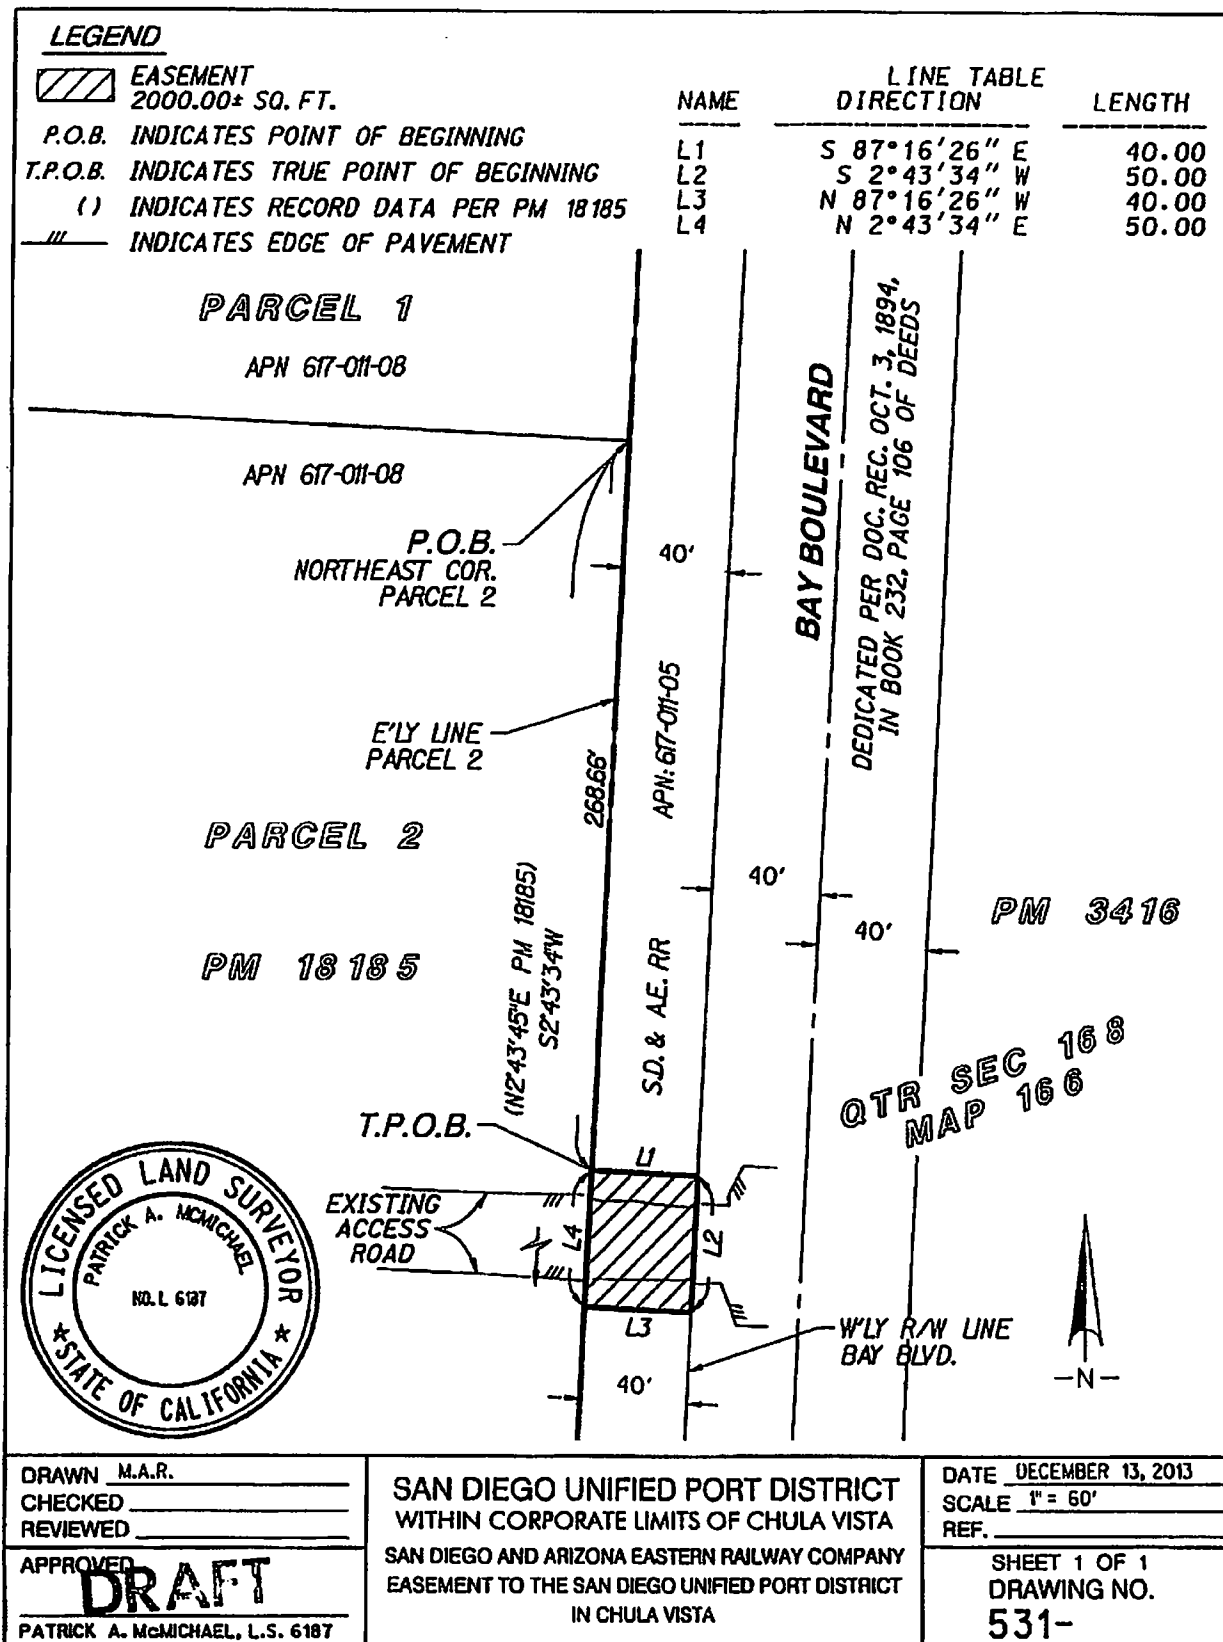 LEGEND
EASEMENT
2000.00± SQ. FT.
P.O.B. INDICATES POINT OF BEGINNING
T.P.O.B. INDICATES TRUE POINT OF BEGINNING
( ) INDICATES RECORD DATA PER PM 18185
INDICATES EDGE OF PAVEMENT
LINE TABLE
NAME DIRECTION LENGTH
L1 S 87°16'26" E 40.00
L2 S 2°43'34" W 50.00
L3 N 87°16'26" W 40.00
L4 N 2°43'34" E 50.00
PARCEL 1
APN 617-011-08
APN 617-011-08
P.O.B.
NORTHEAST COR.
PARCEL 2
40'
BAY BOULEVARD
DEDICATED PER DOC. REC. OCT. 3, 1894,
IN BOOK 232, PAGE 106 OF DEEDS
E'LY LINE
PARCEL 2
268.66'
APN: 617-011-05
PARCEL 2
40'
40'
PM 3416
PM 18185
(N2°43'45"E PM 18185)
S2°43'34"W
S.D. & A.E. RR
QTR SEC 168
MAP 166
T.P.O.B.
L1
EXISTING
ACCESS
ROAD
L4
L2
L3
W'LY R/W LINE
BAY BLVD.
40'
-N-
LICENSED LAND SURVEYOR
PATRICK A. MCMICHAEL
NO. L 6187
STATE OF CALIFORNIA
DRAWN M.A.R.
CHECKED
REVIEWED
APPROVED
DRAFT
PATRICK A. McMICHAEL, L.S. 6187
SAN DIEGO UNIFIED PORT DISTRICT
WITHIN CORPORATE LIMITS OF CHULA VISTA
SAN DIEGO AND ARIZONA EASTERN RAILWAY COMPANY
EASEMENT TO THE SAN DIEGO UNIFIED PORT DISTRICT
IN CHULA VISTA
DATE DECEMBER 13, 2013
SCALE 1" = 60'
REF.
SHEET 1 OF 1
DRAWING NO.
531-